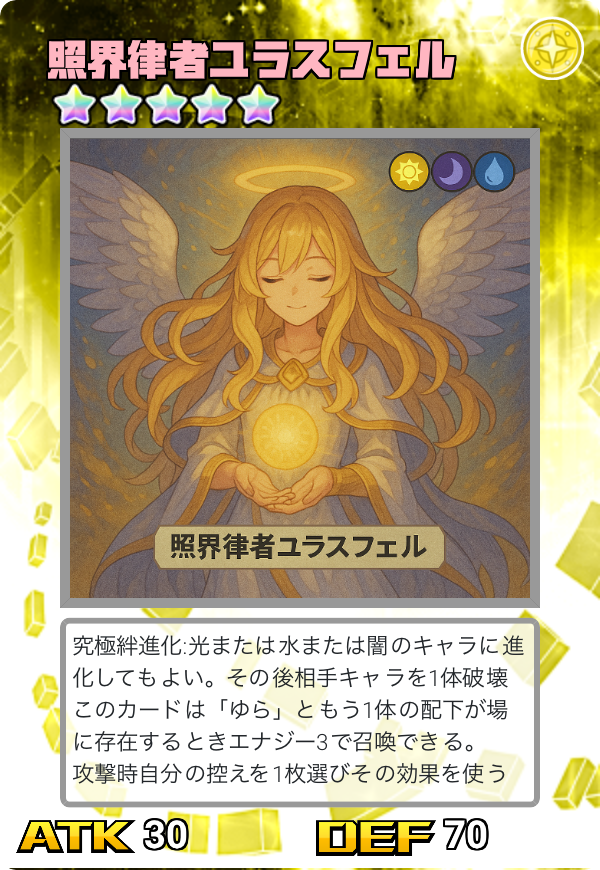 照界律者ユラスフェル
照界律者ユラスフェル
究極絆進化:光または水または闇のキャラに進
化してもよい。その後相手キャラを1体破壊
このカードは「ゆら」ともう1体の配下が場
に存在するときエナジー3で召喚できる。
攻撃時自分の控えを1枚選びその効果を使う
ATK 30 DEF 70